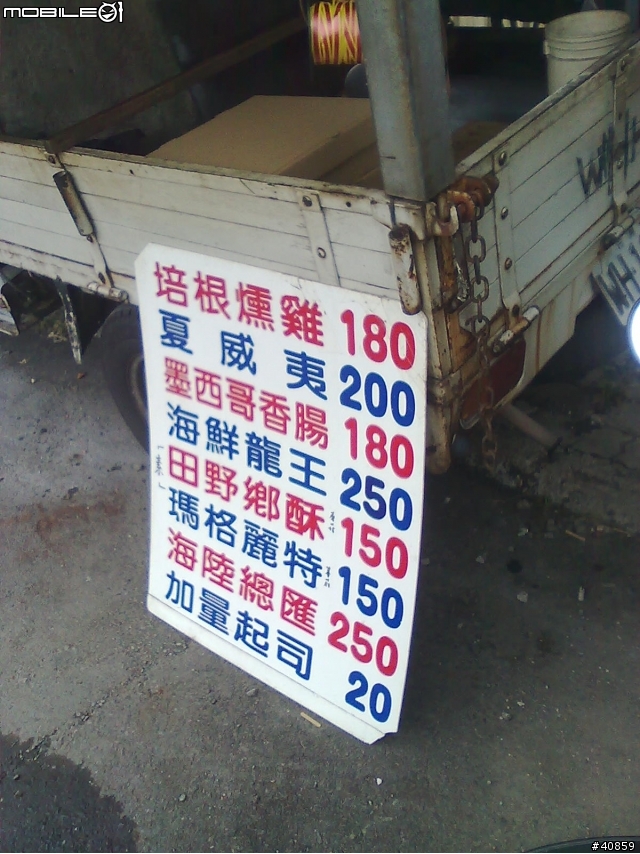 MOBILE01
培根燻雞 180
夏威夷 200
墨西哥香腸 180
海鮮龍王 250
「素」田野鄉酥 150
瑪格麗特 150
海陸總匯 250
加量起司 20
WH
#40859